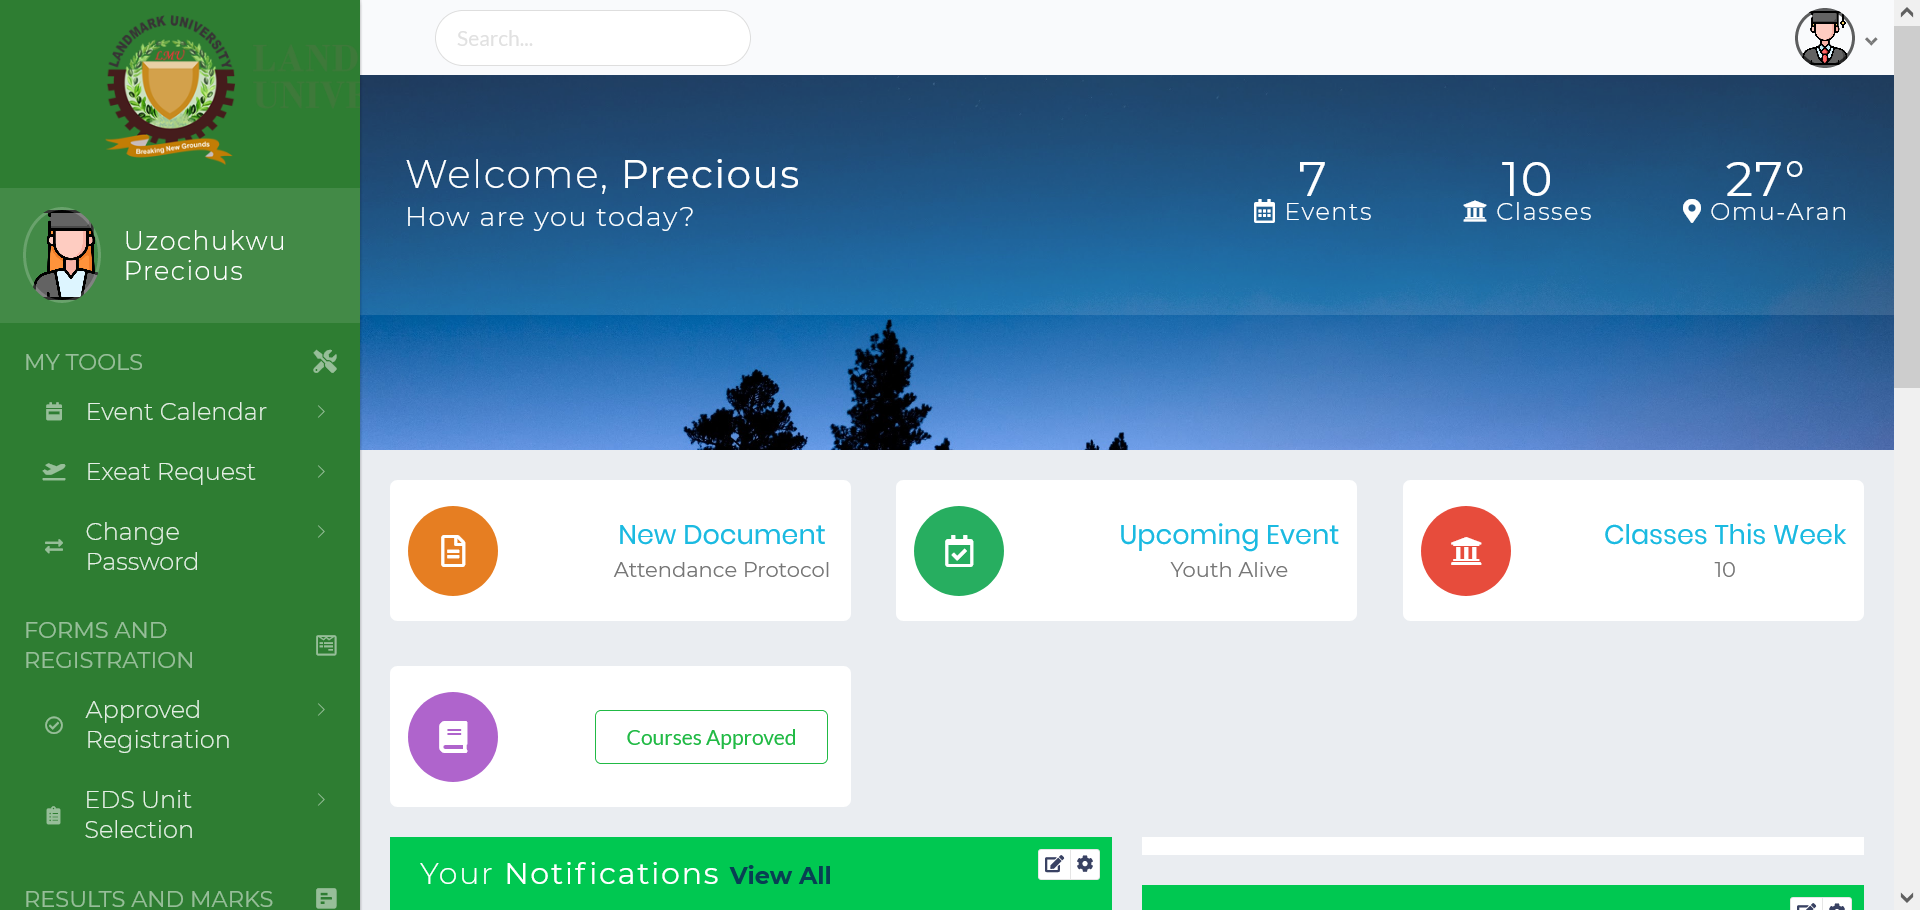 LANDMARK UNIVERSITY
Breaking New Grounds
Uzochukwu
Precious
MY TOOLS
Event Calendar
Exeat Request
Change
Password
FORMS AND
REGISTRATION
Approved
Registration
EDS Unit
Selection
RESULTS AND MARKS
Search...
Welcome, Precious
How are you today?
7
Events
10
Classes
27°
Omu-Aran
New Document
Attendance Protocol
Upcoming Event
Youth Alive
Classes This Week
10
Courses Approved
Your Notifications View All